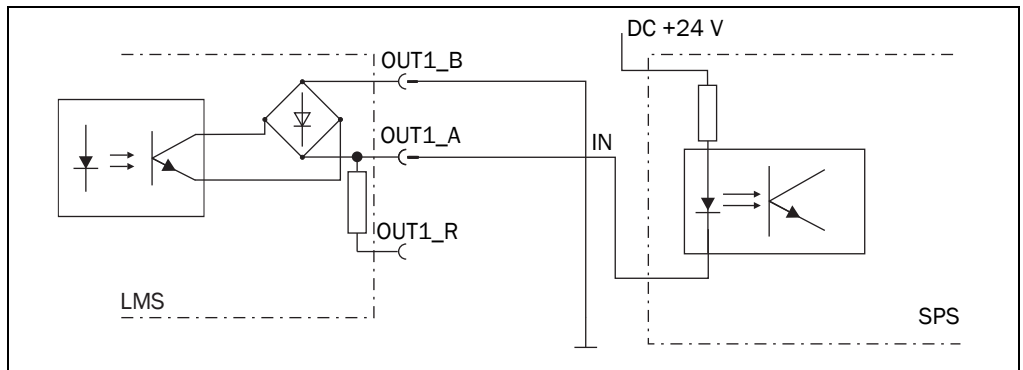 DC +24 V
OUT1_B
OUT1_A
IN
OUT1_R
LMS
SPS